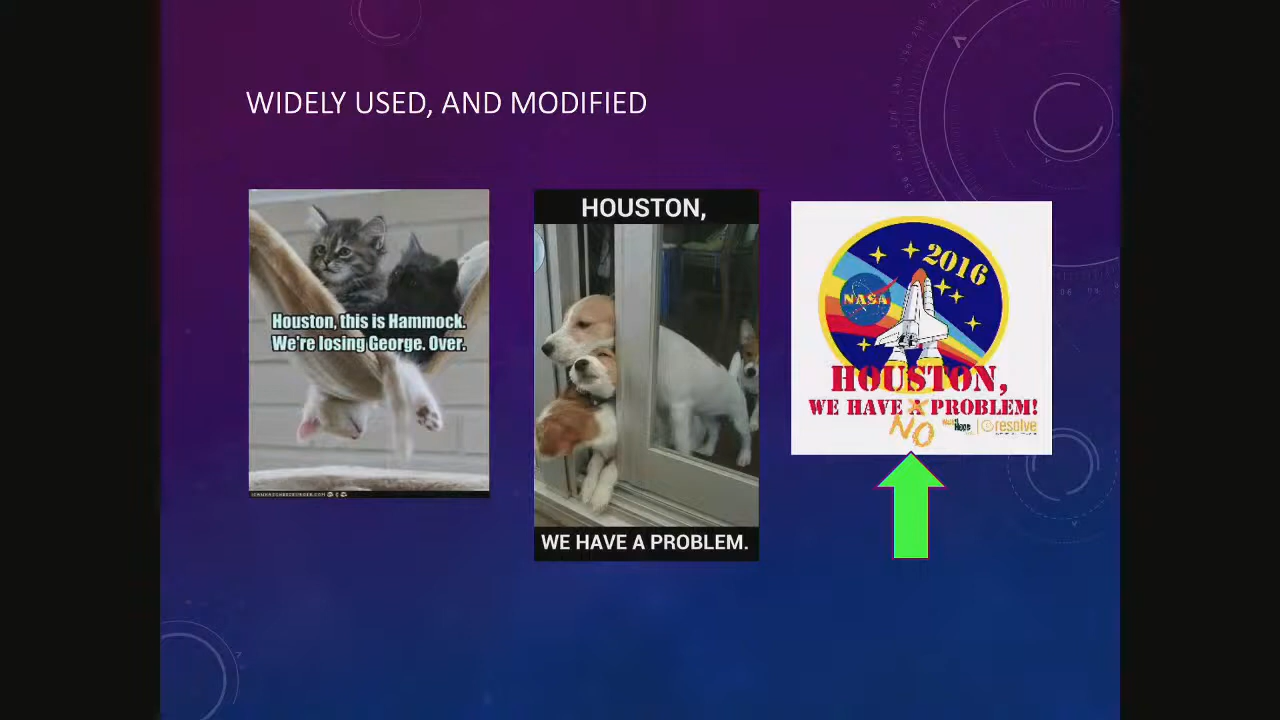 WIDELY USED, AND MODIFIED
Houston, this is Hammock.
We're losing George. Over.
HOUSTON,
WE HAVE A PROBLEM.
2016
NASA
HOUSTON,
WE HAVE A PROBLEM!
NO
resolve